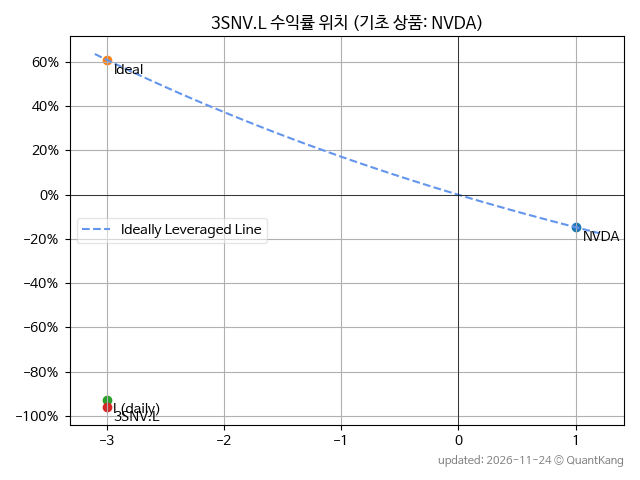 3SNV.L 수익률 위치 (기초 상품: NVDA)
60%
40%
20%
0%
-20%
-40%
-60%
-80%
-100%
Ideal
Ideally Leveraged Line
NVDA
(daily)
3SNV.L
-3
-2
-1
0
1
updated: 2026-11-24 © QuantKang